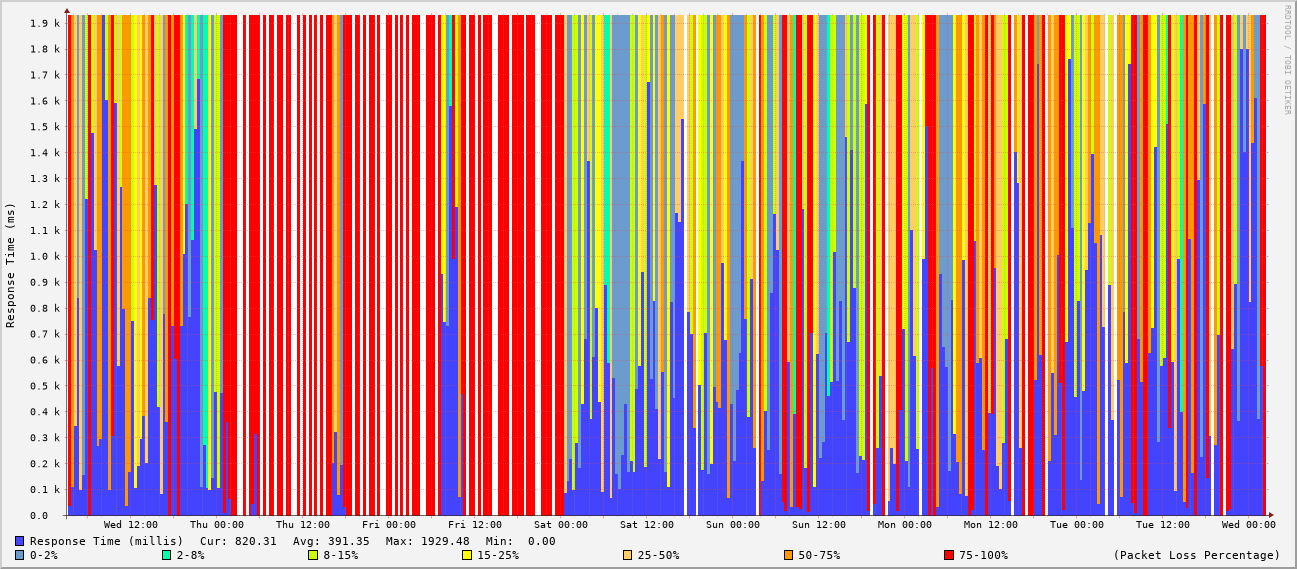 RRDTOOL / TOBI OETIKER
Response Time (ms)
1.9 k
1.8 k
1.7 k
1.6 k
1.5 k
1.4 k
1.3 k
1.2 k
1.1 k
1.0 k
0.9 k
0.8 k
0.7 k
0.6 k
0.5 k
0.4 k
0.3 k
0.2 k
0.1 k
0.0
Wed 12:00 Thu 00:00 Thu 12:00 Fri 00:00 Fri 12:00 Sat 00:00 Sat 12:00 Sun 00:00 Sun 12:00 Mon 00:00 Mon 12:00 Tue 00:00 Tue 12:00 Wed 00:00
Response Time (millis) Cur: 820.31 Avg: 391.35 Max: 1929.48 Min: 0.00
0-2% 2-8% 8-15% 15-25% 25-50% 50-75% 75-100% (Packet Loss Percentage)